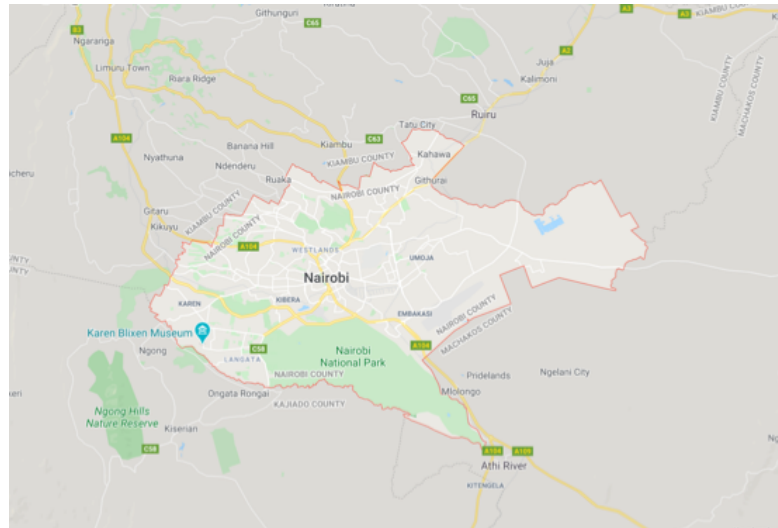 C65
A3
A3
KIAMBU COUNTY
Githunguri
B3
Ngaranga
A2
Limuru Town
Riara Ridge
Juja
Kalimoni
KIAMBU COUNTY
MACHAKOS COUNTY
C65
Ruiru
Tatu City
A104
Banana Hill
Kiambu
C63
Kahawa
Nyathuna
Ndenderu
KIAMBU COUNTY
Ruaka
Githurai
NAIROBI COUNTY
Gitaru
KIAMBU COUNTY
Kikuyu
NAIROBI COUNTY
A104
WESTLANDS
UMOJA
Nairobi
KAREN
KIBERA
EMBAKASI
NAIROBI COUNTY
MACHAKOS COUNTY
Karen Blixen Museum
Ngong
LANGATA
C58
Nairobi
National Park
A104
NAIROBI COUNTY
Pridelands
Ngelani City
Mlolongo
Ongata Rongai
KAJIADO COUNTY
Ngong Hills
Nature Reserve
Kiserian
C58
A104
A109
Athi River
KITENGELA